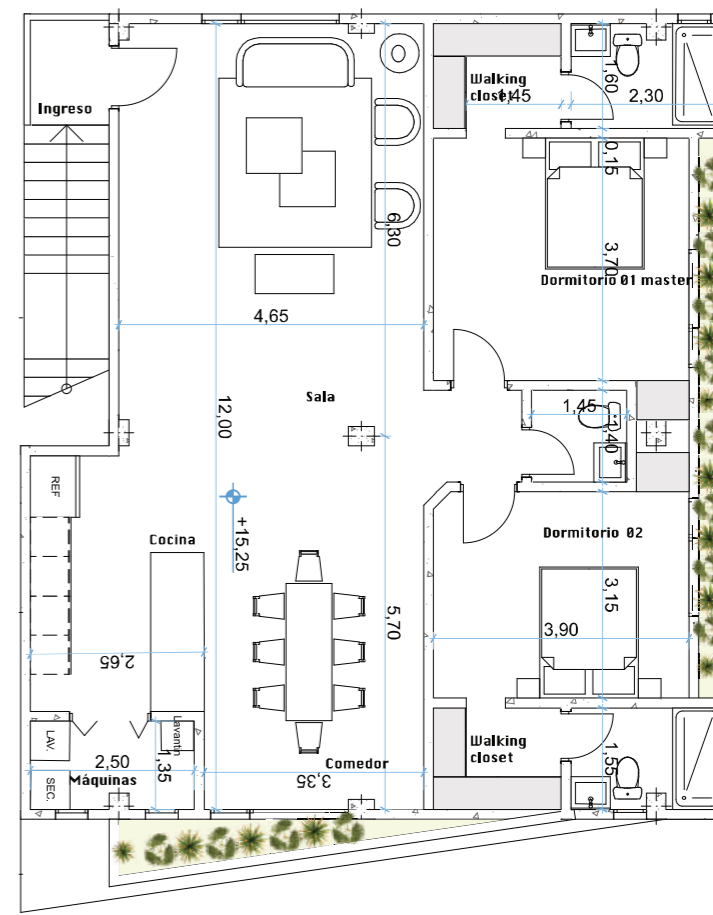 Ingreso
Walking
closet
1,45
1,60
2,30
0,15
6,30
3,70
Dormitorio 01 master
4,65
Sala
12,00
1,45
1,40
REF
+15,25
Cocina
Dormitorio 02
5,70
3,15
3,90
2,65
LAV.
Lavantin
2,50
1,35
SEC.
Máquinas
Comedor
3,35
Walking
closet
1,55